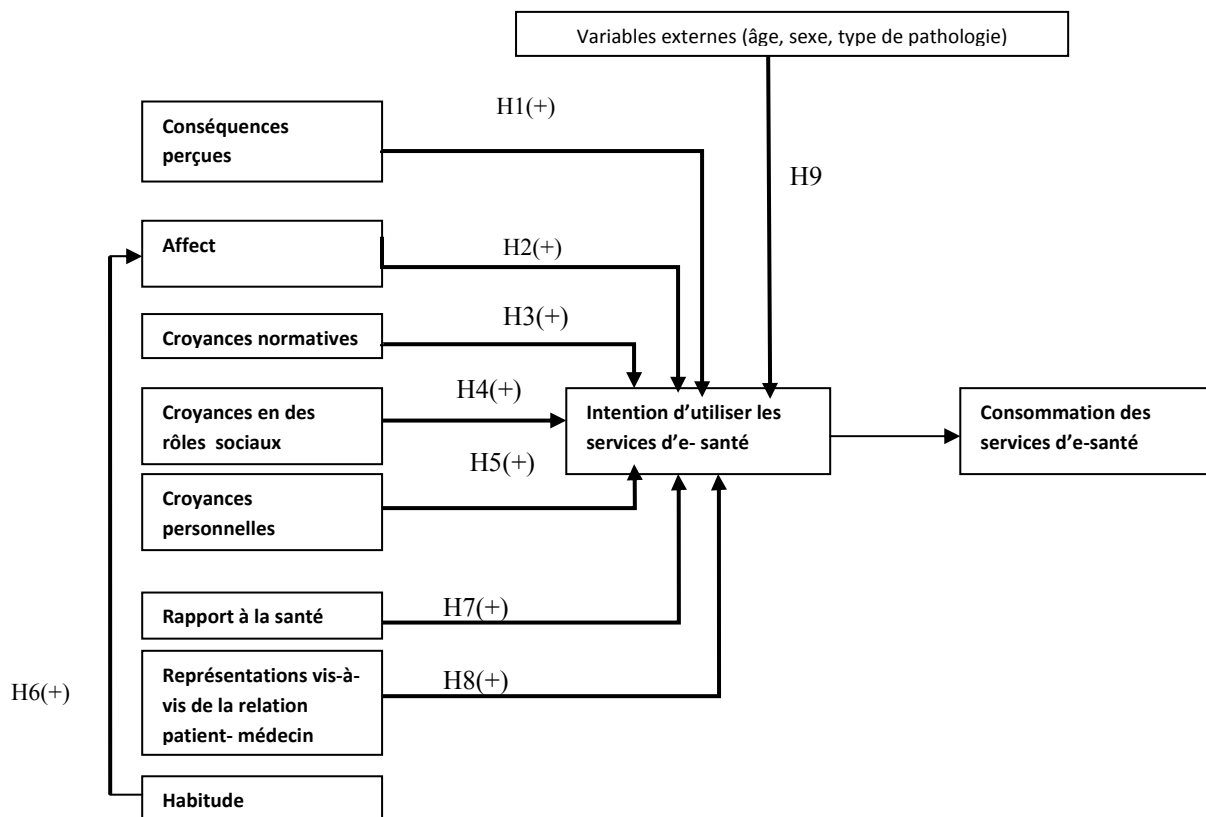 Variables externes (âge, sexe, type de pathologie)
H1(+)
Conséquences
perçues
H9
Affect
H2(+)
H3(+)
Croyances normatives
H4(+)
Croyances en des
rôles sociaux
Intention d’utiliser les
services d’e- santé
Consommation des
services d’e-santé
H5(+)
Croyances
personnelles
Rapport à la santé
H7(+)
Représentations vis-à-
vis de la relation
patient- médecin
H8(+)
H6(+)
Habitude